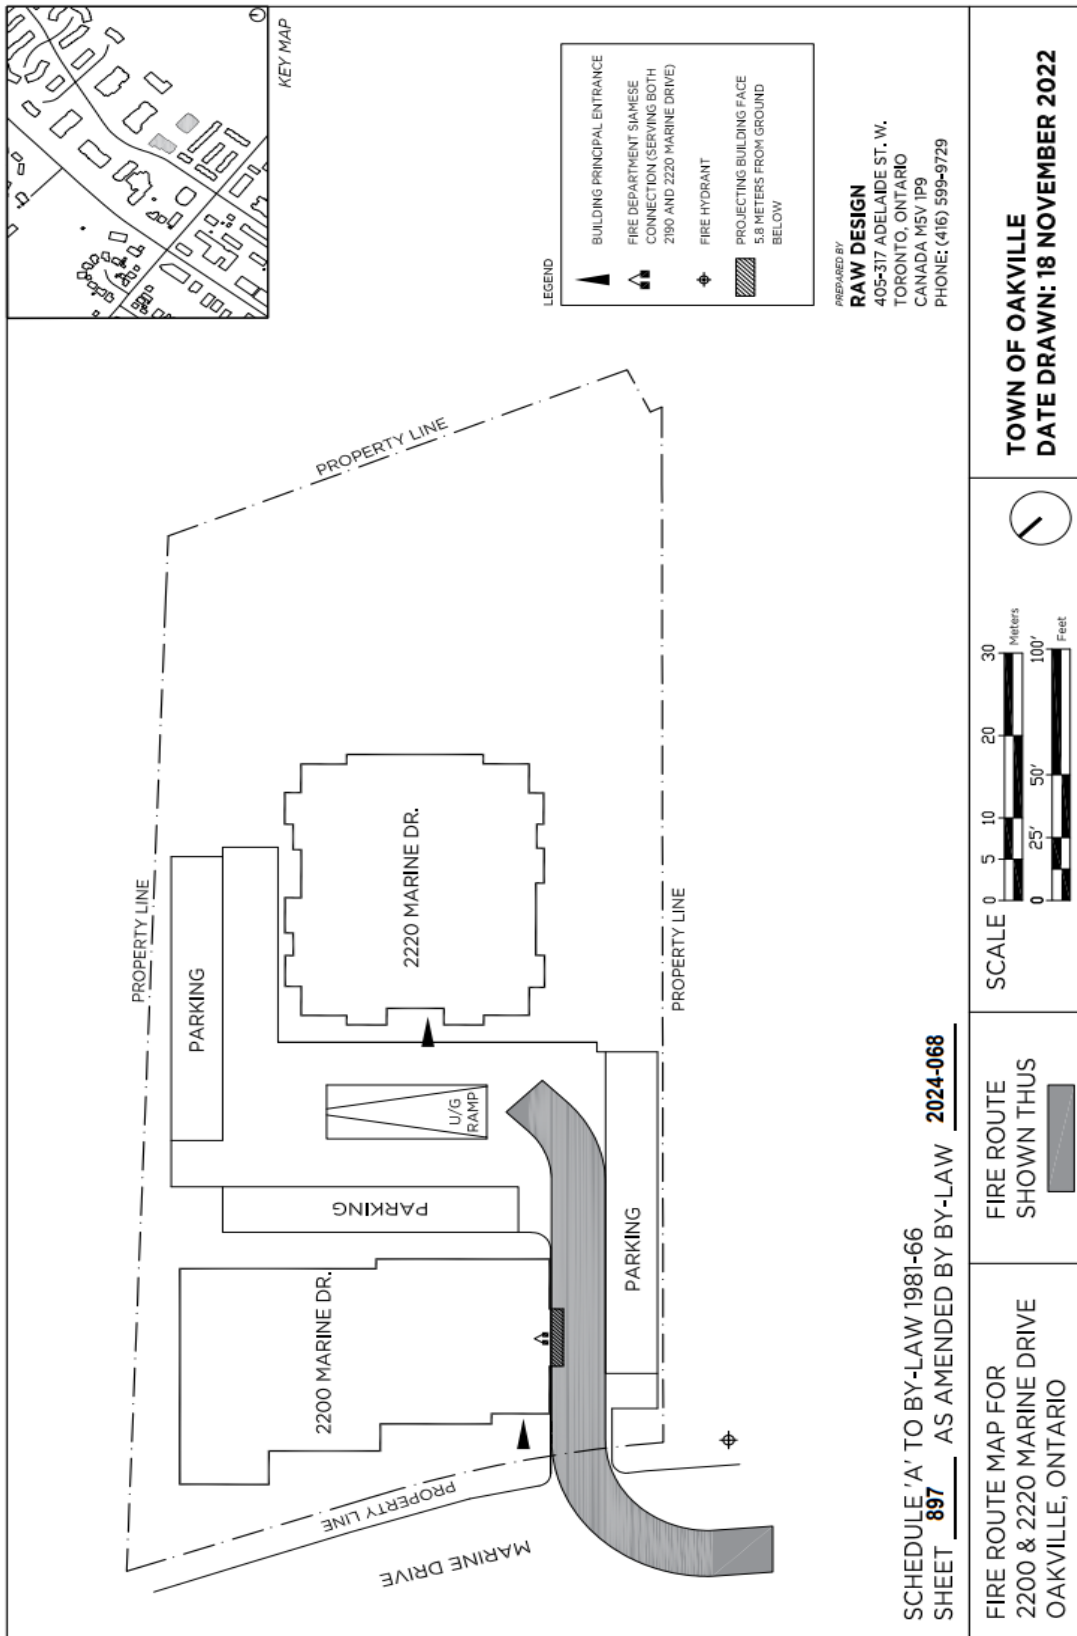 KEY MAP
LEGEND
BUILDING PRINCIPAL ENTRANCE
FIRE DEPARTMENT SIAMESE
CONNECTION (SERVING BOTH
2190 AND 2220 MARINE DRIVE)
FIRE HYDRANT
PROJECTING BUILDING FACE
5.8 METERS FROM GROUND
BELOW
PREPARED BY
RAW DESIGN
405-317 ADELAIDE ST. W.
TORONTO, ONTARIO
CANADA M5V 1P9
PHONE: (416) 599-9729
PROPERTY LINE
PROPERTY LINE
PARKING
2220 MARINE DR.
U/G
RAMP
PARKING
2200 MARINE DR.
PROPERTY LINE
MARINE DRIVE
PARKING
PROPERTY LINE
SCHEDULE 'A' TO BY-LAW 1981-66
SHEET 897 AS AMENDED BY BY-LAW 2024-068
FIRE ROUTE MAP FOR
2200 & 2220 MARINE DRIVE
OAKVILLE, ONTARIO
FIRE ROUTE
SHOWN THUS
SCALE
0 5 10 20 30
Meters
0 25' 50' 100'
Feet
TOWN OF OAKVILLE
DATE DRAWN: 18 NOVEMBER 2022